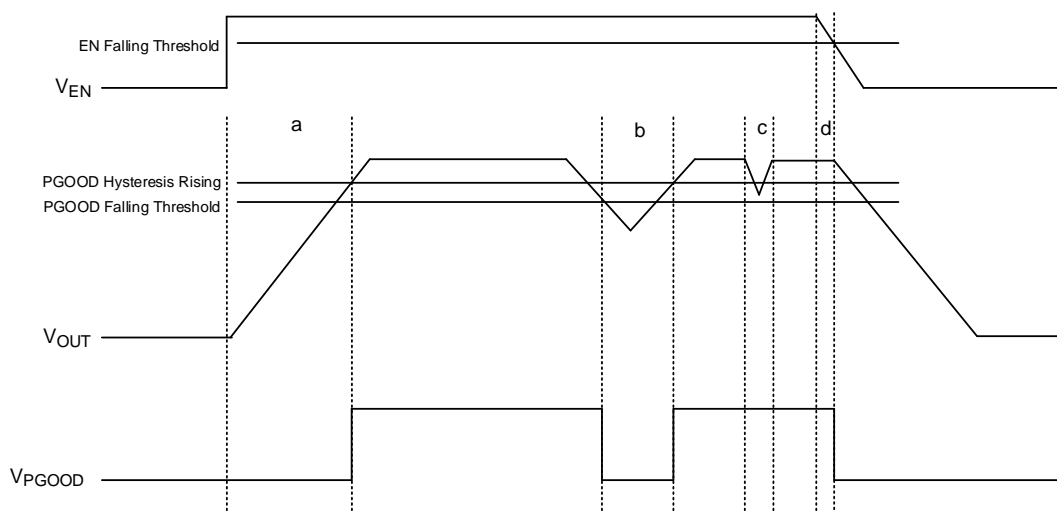 EN Falling Threshold
VEN
a
b
c
d
PGOOD Hysteresis Rising
PGOOD Falling Threshold
VOUT
VPGOOD